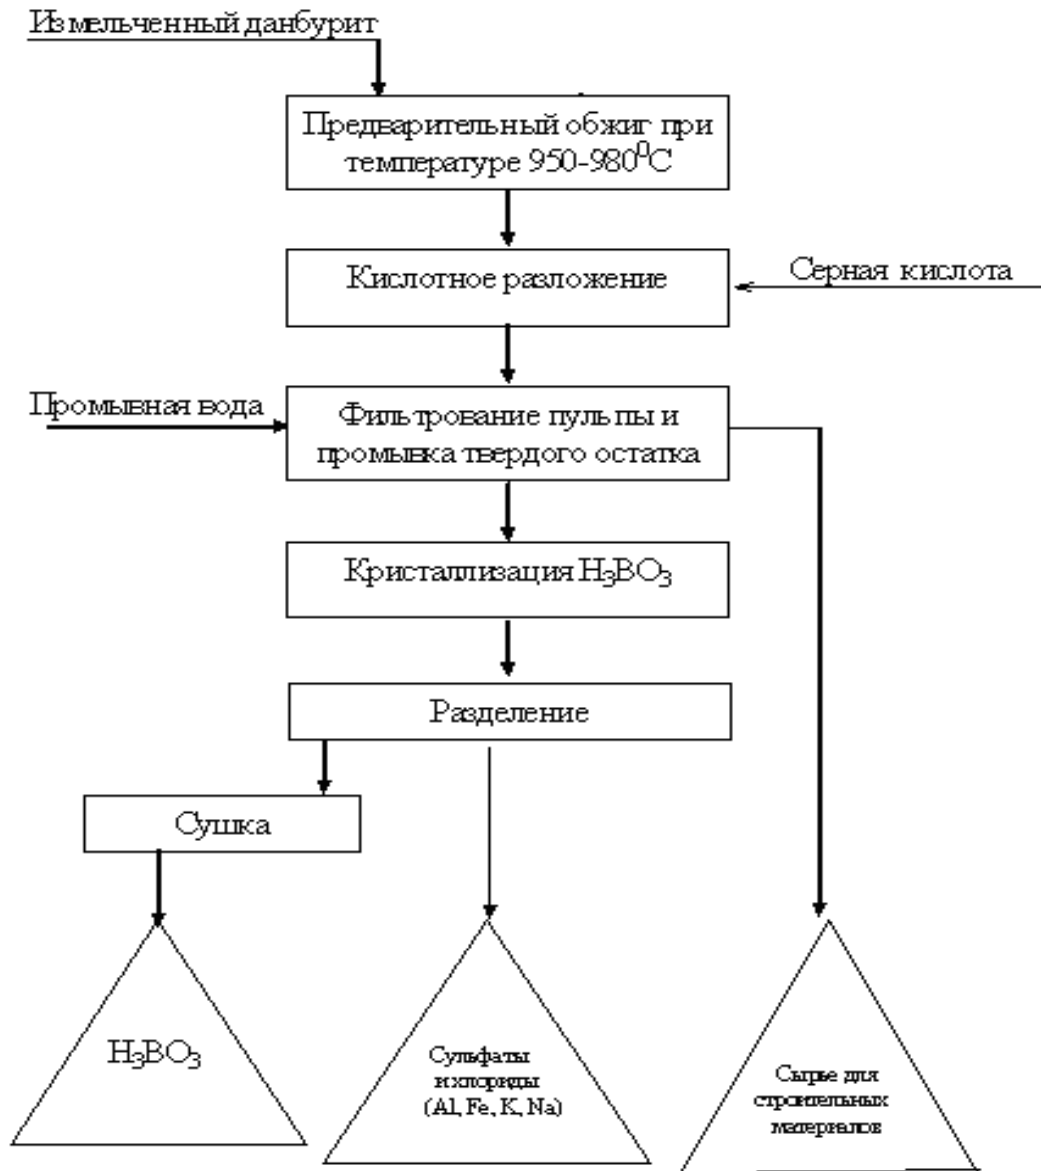 Измельченный данбурит
Предварительный обжиг при
температуре 950-980⁰С
Кислотное разложение
Серная кислота
Промывная вода
Фильтрование пульпы и
промывка твердого остатка
Кристаллизация H₃BO₃
Разделение
Сушка
H₃BO₃
Сульфаты
и хлориды
(Al, Fe, K, Na)
Сырье для
строительных
материалов